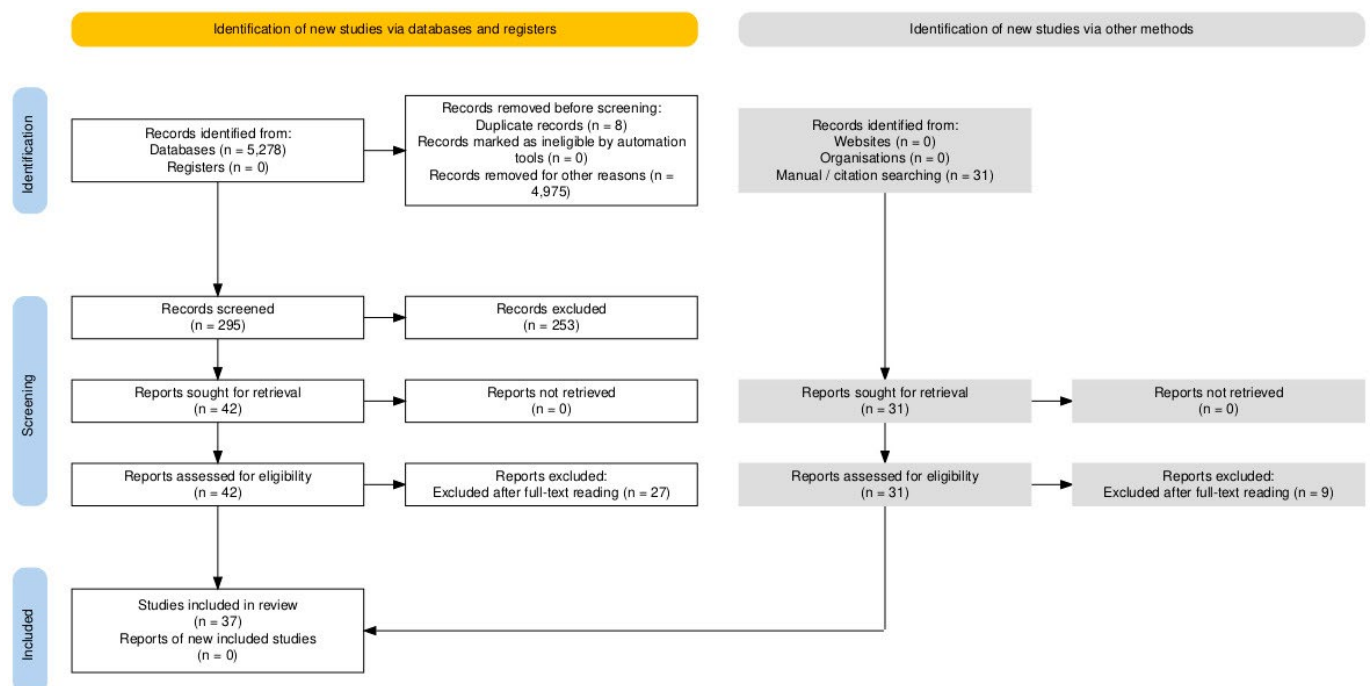 Identification of new studies via databases and registers
Identification of new studies via other methods
Identification
Records identified from:
Databases (n = 5,278)
Registers (n = 0)
Records removed before screening:
Duplicate records (n = 8)
Records marked as ineligible by automation
tools (n = 0)
Records removed for other reasons (n =
4,975)
Records identified from:
Websites (n = 0)
Organisations (n = 0)
Manual / citation searching (n = 31)
Screening
Records screened
(n = 295)
Records excluded
(n = 253)
Reports sought for retrieval
(n = 42)
Reports not retrieved
(n = 0)
Reports sought for retrieval
(n = 31)
Reports not retrieved
(n = 0)
Reports assessed for eligibility
(n = 42)
Reports excluded:
Excluded after full-text reading (n = 27)
Reports assessed for eligibility
(n = 31)
Reports excluded:
Excluded after full-text reading (n = 9)
Included
Studies included in review
(n = 37)
Reports of new included studies
(n = 0)